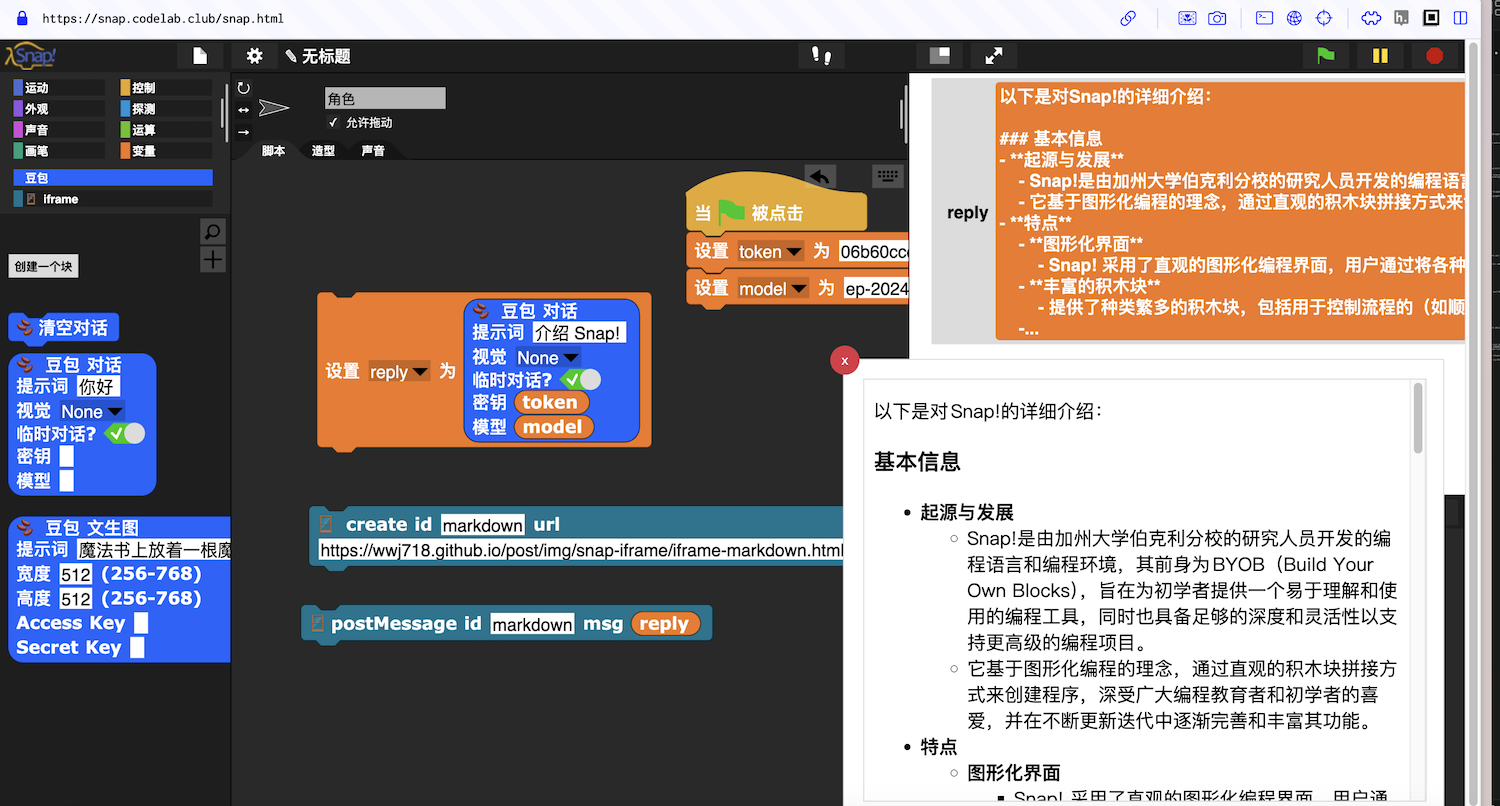 https://snap.codelab.club/snap.html
Snap!
无标题
运动
控制
外观
探测
声音
运算
画笔
变量
豆包
iframe
创建一个块
清空对话
豆包 对话
提示词 你好
视觉 None
临时对话?
密钥
模型
豆包 文生图
提示词 魔法书上放着一根魔
宽度 512 (256-768)
高度 512 (256-768)
Access Key
Secret Key
角色
允许拖动
脚本 造型 声音
当 被点击
设置 token 为 06b60cc
设置 model 为 ep-2024
设置 reply 为
豆包 对话
提示词 介绍 Snap!
视觉 None
临时对话?
密钥 token
模型 model
create id markdown url
https://wwj718.github.io/post/img/snap-iframe/iframe-markdown.html
postMessage id markdown msg reply
reply
以下是对Snap!的详细介绍：
### 基本信息
- **起源与发展**
- Snap!是由加州大学伯克利分校的研究人员开发的编程语言
- 它基于图形化编程的理念，通过直观的积木块拼接方式来
- **特点**
- **图形化界面**
- Snap! 采用了直观的图形化编程界面，用户通过将各种
- **丰富的积木块**
- 提供了种类繁多的积木块，包括用于控制流程的（如顺
-...
x
以下是对Snap!的详细介绍：
基本信息
• 起源与发展
◦ Snap!是由加州大学伯克利分校的研究人员开发的编
程语言和编程环境，其前身为BYOB（Build Your
Own Blocks），旨在为初学者提供一个易于理解和使
用的编程工具，同时也具备足够的深度和灵活性以支
持更高级的编程项目。
◦ 它基于图形化编程的理念，通过直观的积木块拼接方
式来创建程序，深受广大编程教育者和初学者的喜
爱，并在不断更新迭代中逐渐完善和丰富其功能。
• 特点
◦ 图形化界面
▪ Snap! 采用了直观的图形化编程界面，用户通